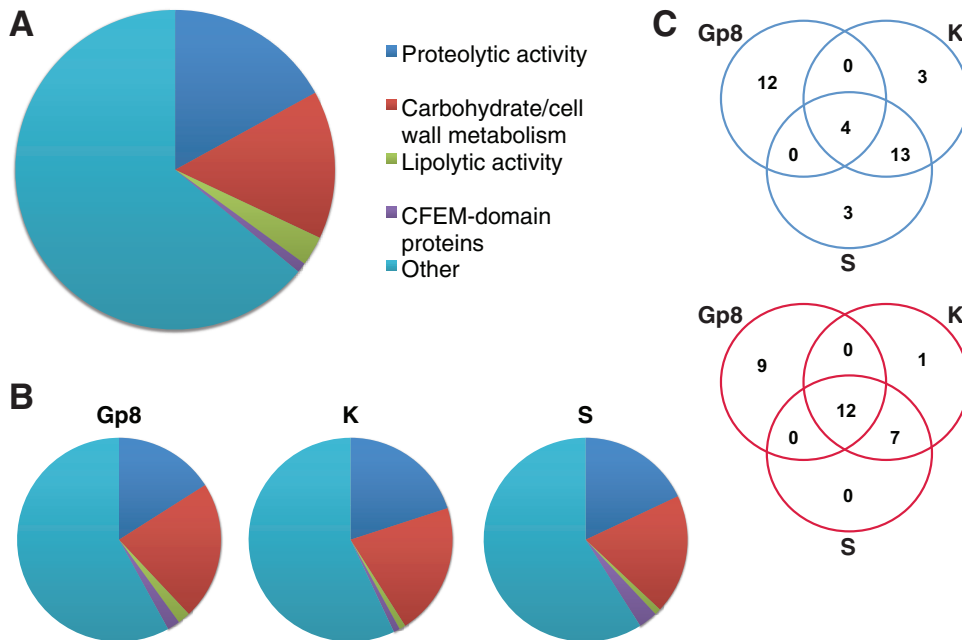 A
Proteolytic activity
Carbohydrate/cell
wall metabolism
Lipolytic activity
CFEM-domain
proteins
Other
B
Gp8
K
S
C
Gp8
K
12
0
3
4
0
13
3
S
Gp8
K
9
0
1
12
0
7
0
S